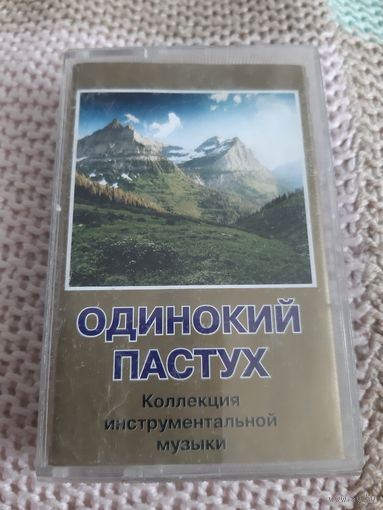 ОДИНОКИЙ
ПАСТУХ
Коллекция
инструментальной
музыки